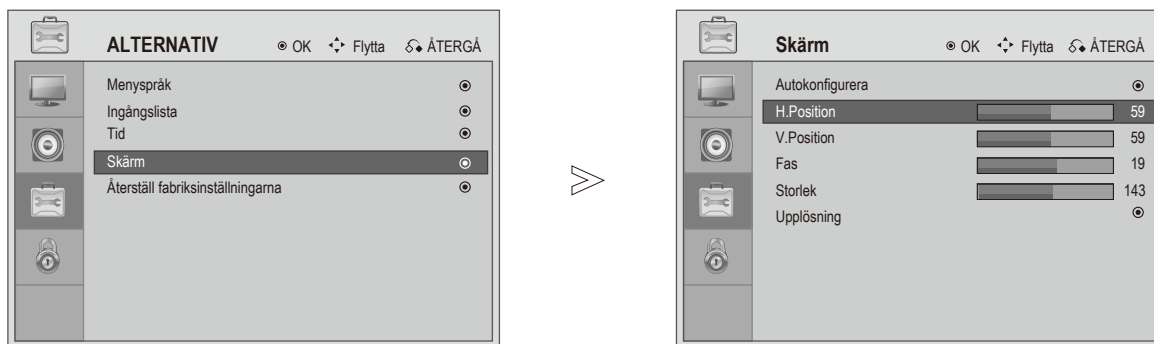 ALTERNATIV OK Flytta ÅTERGÅ
Menyspråk
Ingångslista
Tid
Skärm
Återställ fabriksinställningarna
Skärm OK Flytta ÅTERGÅ
Autokonfigurera
H.Position 59
V.Position 59
Fas 19
Storlek 143
Upplösning